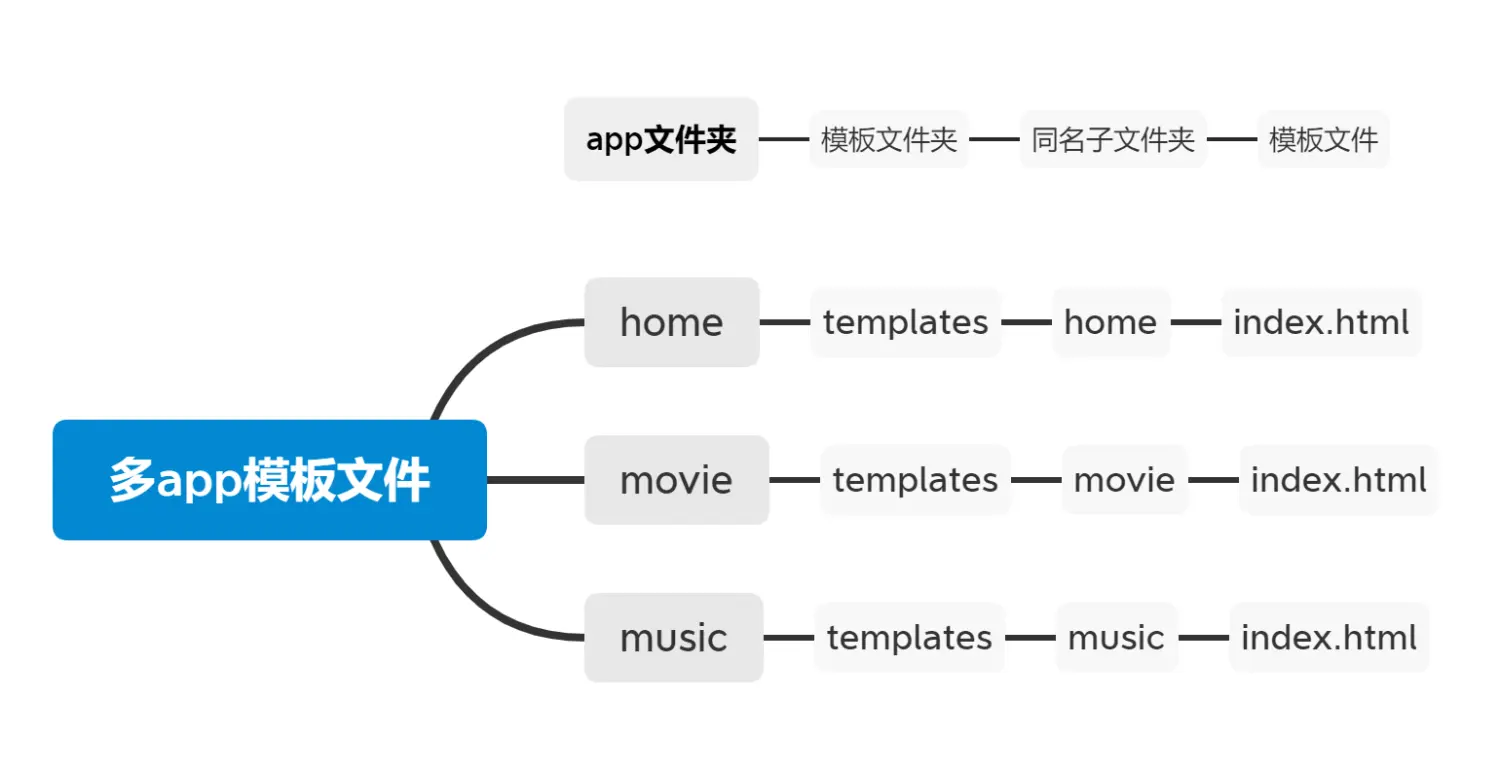 app文件夹 模板文件夹 同名子文件夹 模板文件
home templates home index.html
多app模板文件
movie templates movie index.html
music templates music index.html